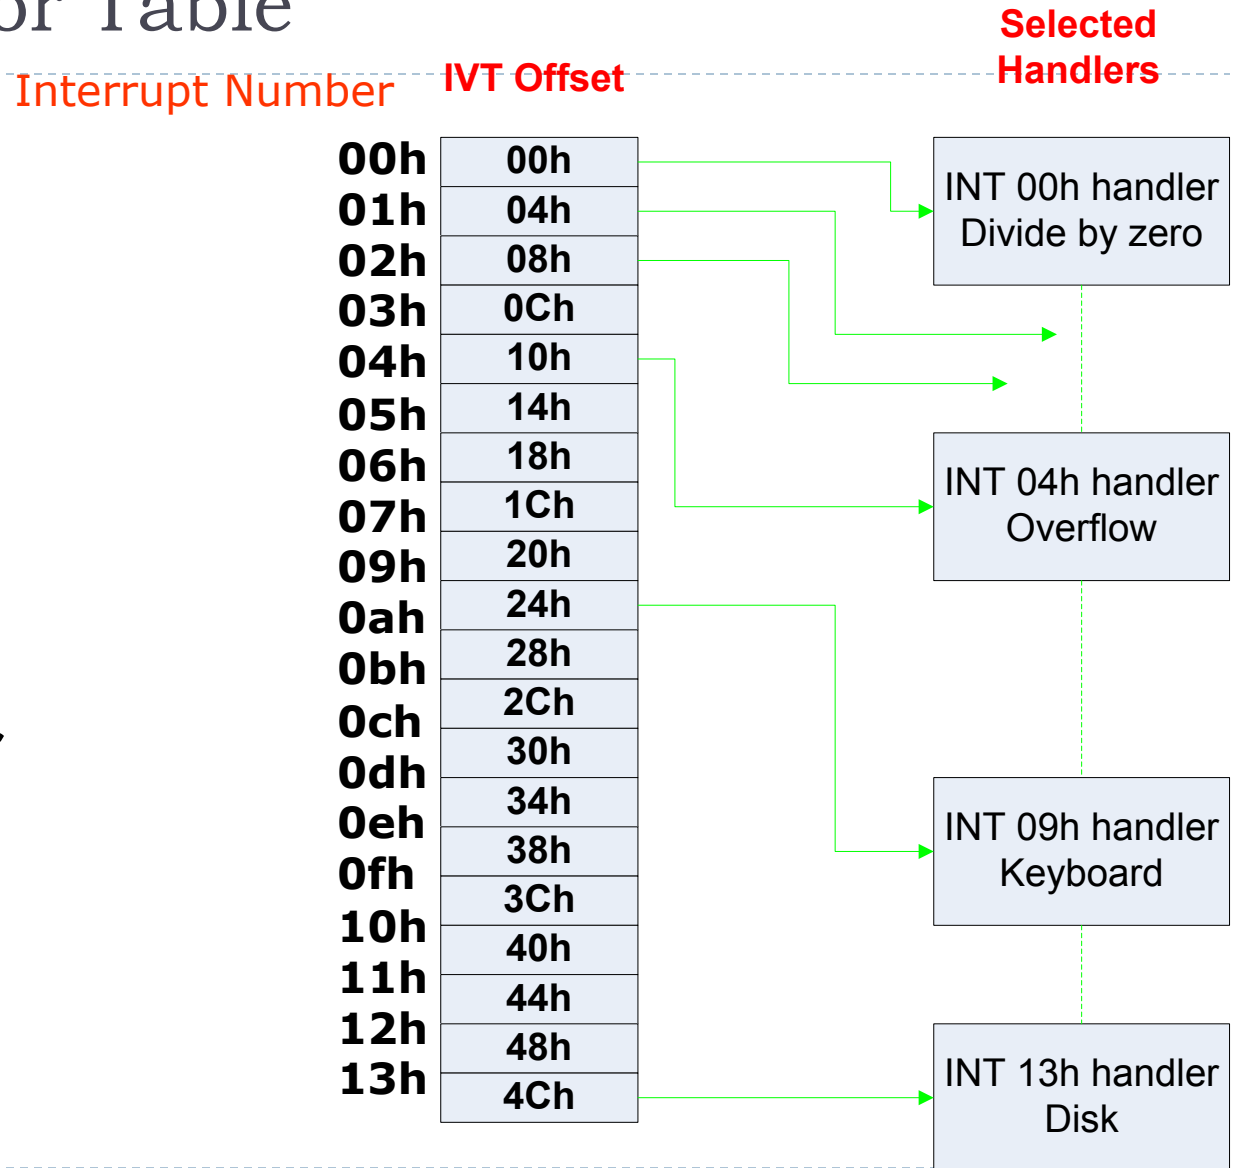 or Table
Interrupt Number
IVT Offset
Selected
Handlers
00h 00h
01h 04h
02h 08h
03h 0Ch
04h 10h
05h 14h
06h 18h
07h 1Ch
09h 20h
0ah 24h
0bh 28h
0ch 2Ch
0dh 30h
0eh 34h
0fh 38h
10h 3Ch
11h 40h
12h 44h
13h 48h
4Ch
INT 00h handler
Divide by zero
INT 04h handler
Overflow
INT 09h handler
Keyboard
INT 13h handler
Disk